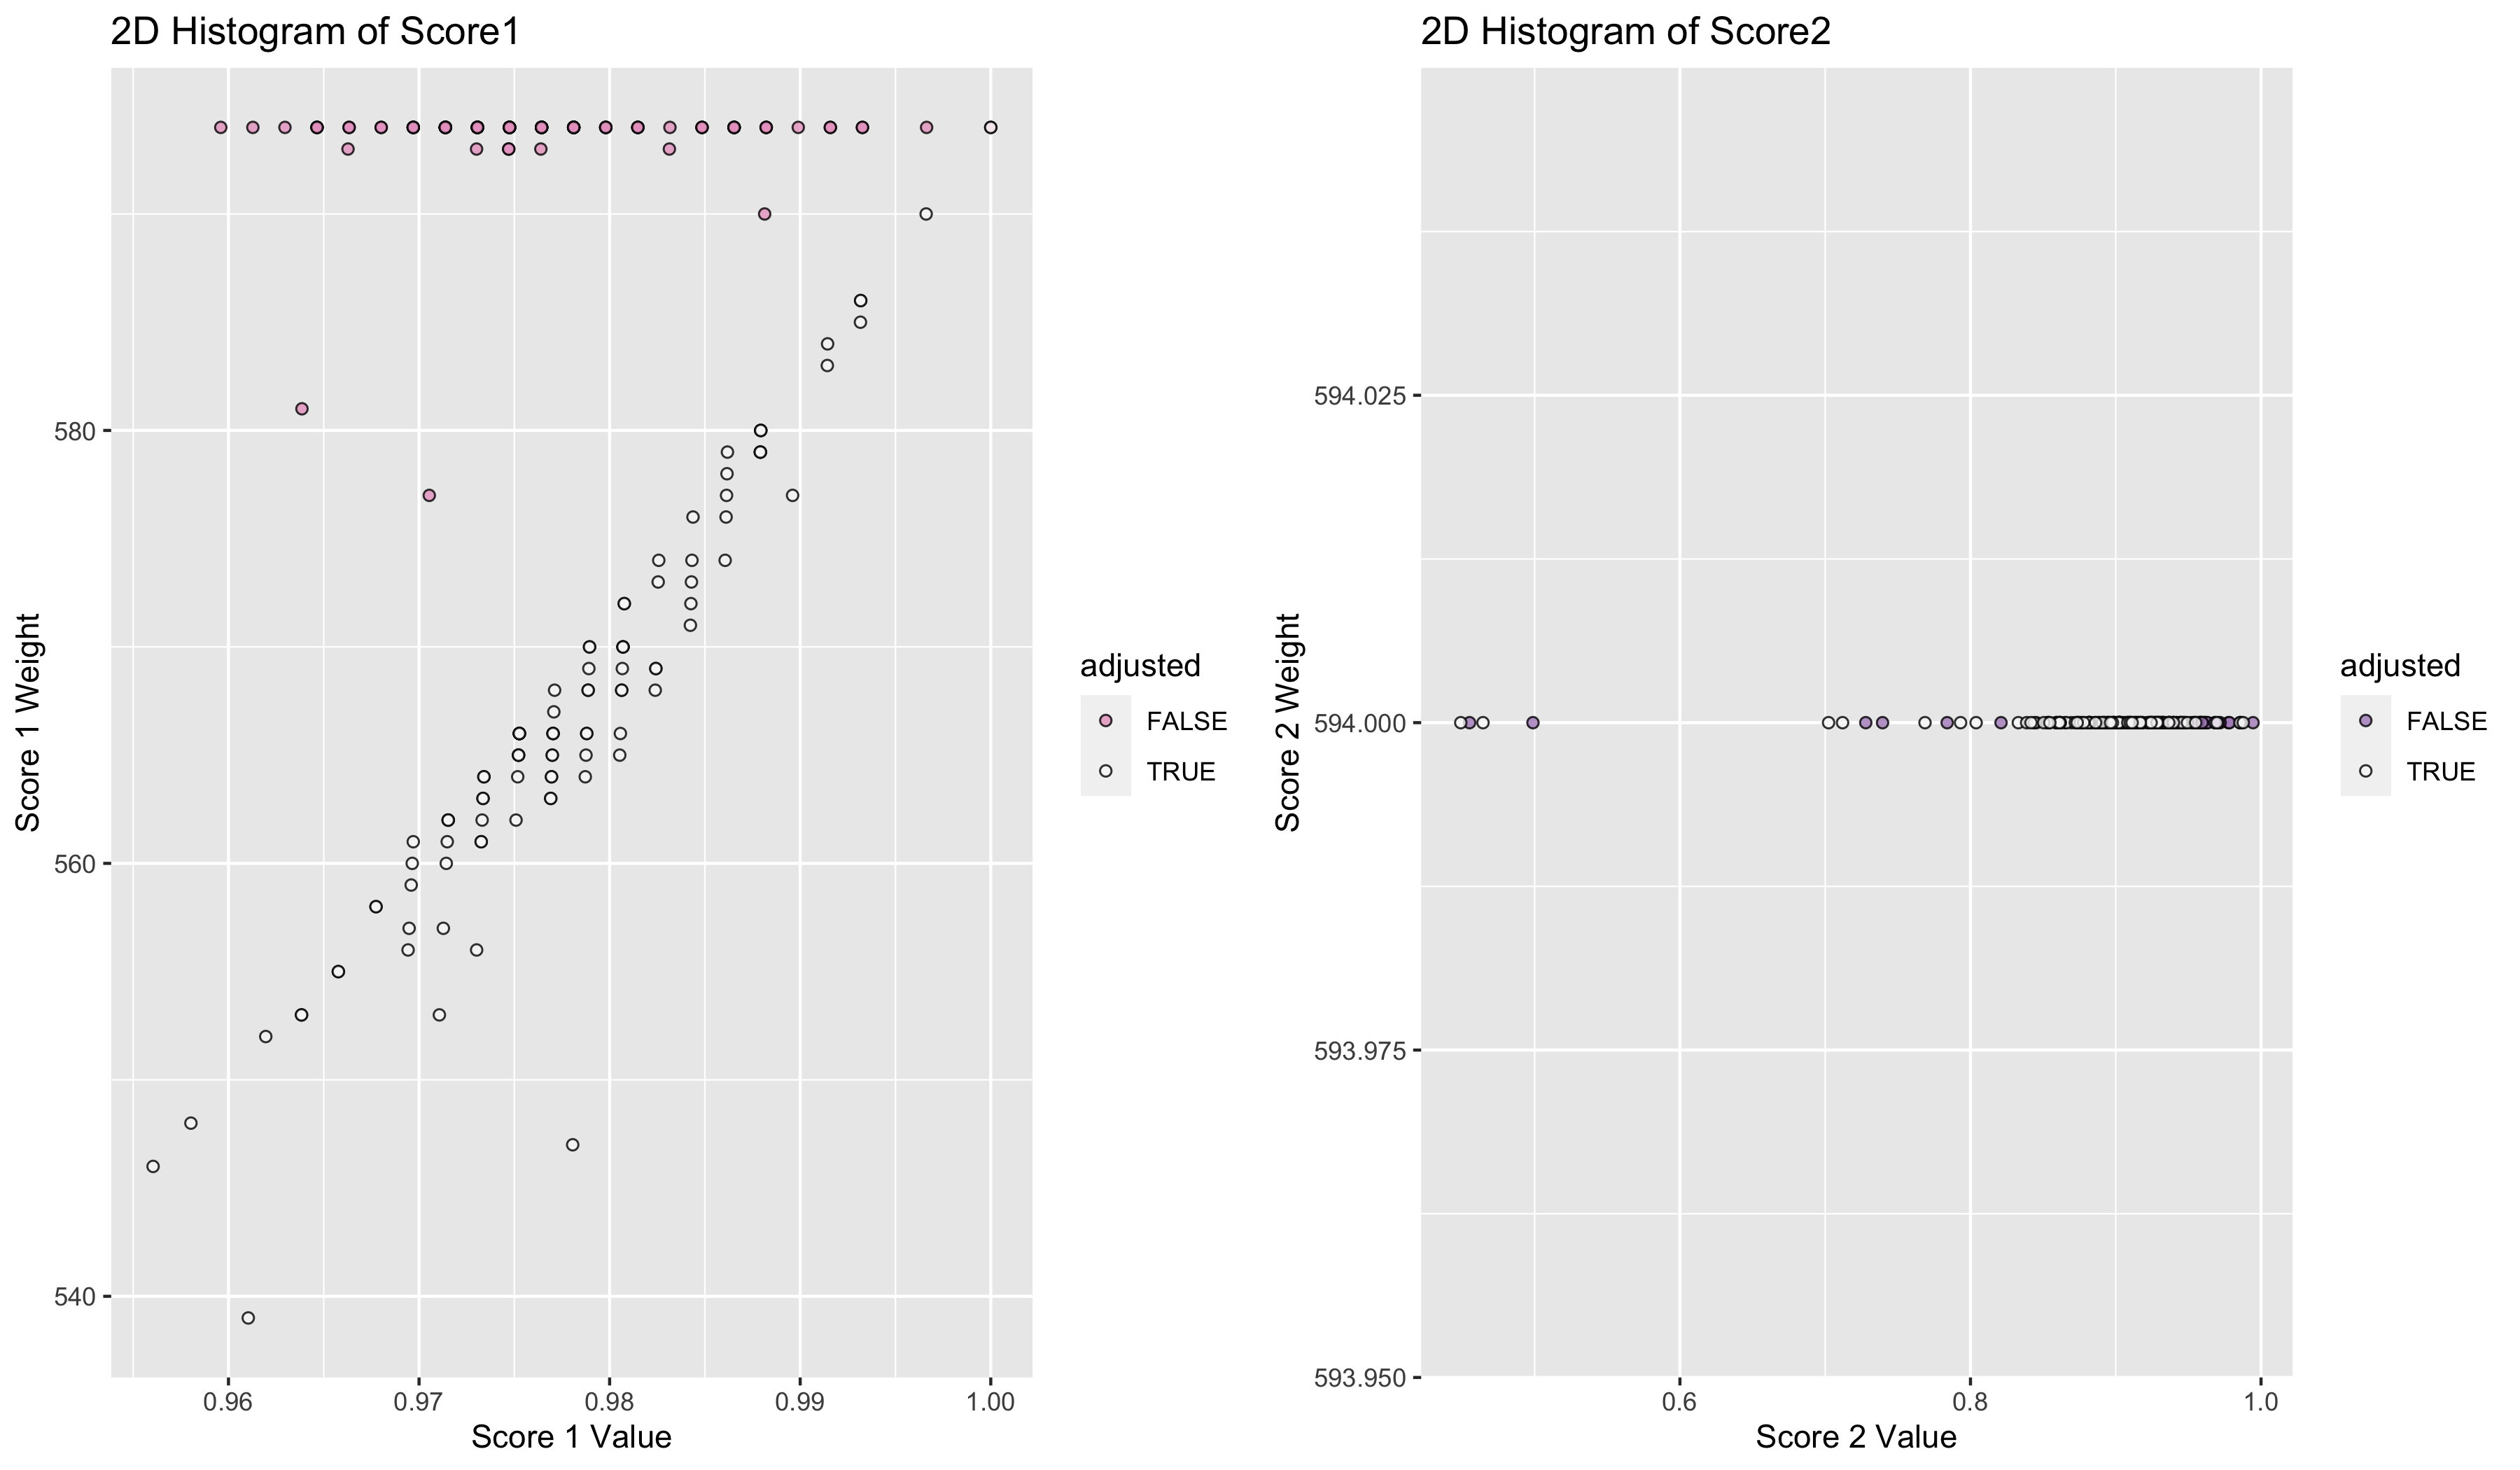 2D Histogram of Score1
Score 1 Weight
580
560
540
0.96 0.97 0.98 0.99 1.00
Score 1 Value
adjusted
FALSE
TRUE
2D Histogram of Score2
Score 2 Weight
594.025
594.000
593.975
593.950
0.6 0.8 1.0
Score 2 Value
adjusted
FALSE
TRUE